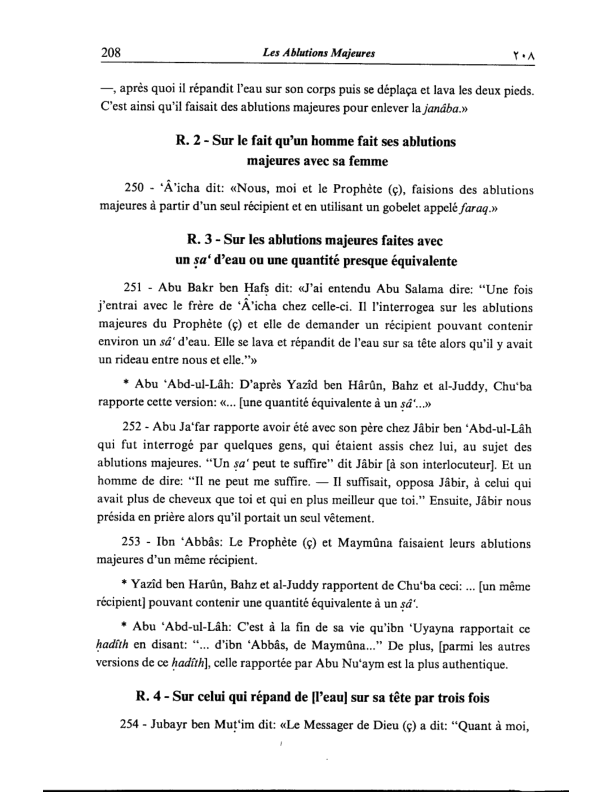 208 Les Ablutions Majeures ٢٠٨
—, après quoi il répandit l'eau sur son corps puis se déplaça et lava les deux pieds.
C'est ainsi qu'il faisait des ablutions majeures pour enlever la janâba.»
R. 2 - Sur le fait qu'un homme fait ses ablutions
majeures avec sa femme
250 - ‘Â’icha dit: «Nous, moi et le Prophète (ç), faisions des ablutions
majeures à partir d'un seul récipient et en utilisant un gobelet appelé faraq.»
R. 3 - Sur les ablutions majeures faites avec
un ṣa‘ d'eau ou une quantité presque équivalente
251 - Abu Bakr ben Ḥafṣ dit: «J'ai entendu Abu Salama dire: “Une fois
j'entrai avec le frère de ‘Â’icha chez celle-ci. Il l'interrogea sur les ablutions
majeures du Prophète (ç) et elle de demander un récipient pouvant contenir
environ un sâ‘ d'eau. Elle se lava et répandit de l'eau sur sa tête alors qu'il y avait
un rideau entre nous et elle.”»
* Abu ‘Abd-ul-Lâh: D'après Yazîd ben Hârûn, Bahz et al-Juddy, Chu‘ba
rapporte cette version: «... [une quantité équivalente à un ṣâ‘...»
252 - Abu Ja‘far rapporte avoir été avec son père chez Jâbir ben ‘Abd-ul-Lâh
qui fut interrogé par quelques gens, qui étaient assis chez lui, au sujet des
ablutions majeures. “Un ṣa‘ peut te suffire” dit Jâbir [à son interlocuteur]. Et un
homme de dire: “Il ne peut me suffire. — Il suffisait, opposa Jâbir, à celui qui
avait plus de cheveux que toi et qui en plus meilleur que toi.” Ensuite, Jâbir nous
présida en prière alors qu'il portait un seul vêtement.
253 - Ibn ‘Abbâs: Le Prophète (ç) et Maymûna faisaient leurs ablutions
majeures d'un même récipient.
* Yazîd ben Harûn, Bahz et al-Juddy rapportent de Chu‘ba ceci: ... [un même
récipient] pouvant contenir une quantité équivalente à un ṣâ‘.
* Abu ‘Abd-ul-Lâh: C'est à la fin de sa vie qu'ibn ‘Uyayna rapportait ce
ḥadîth en disant: “... d'ibn ‘Abbâs, de Maymûna...” De plus, [parmi les autres
versions de ce ḥadîth], celle rapportée par Abu Nu‘aym est la plus authentique.
R. 4 - Sur celui qui répand de [l'eau] sur sa tête par trois fois
254 - Jubayr ben Muṭ‘im dit: «Le Messager de Dieu (ç) a dit: “Quant à moi,